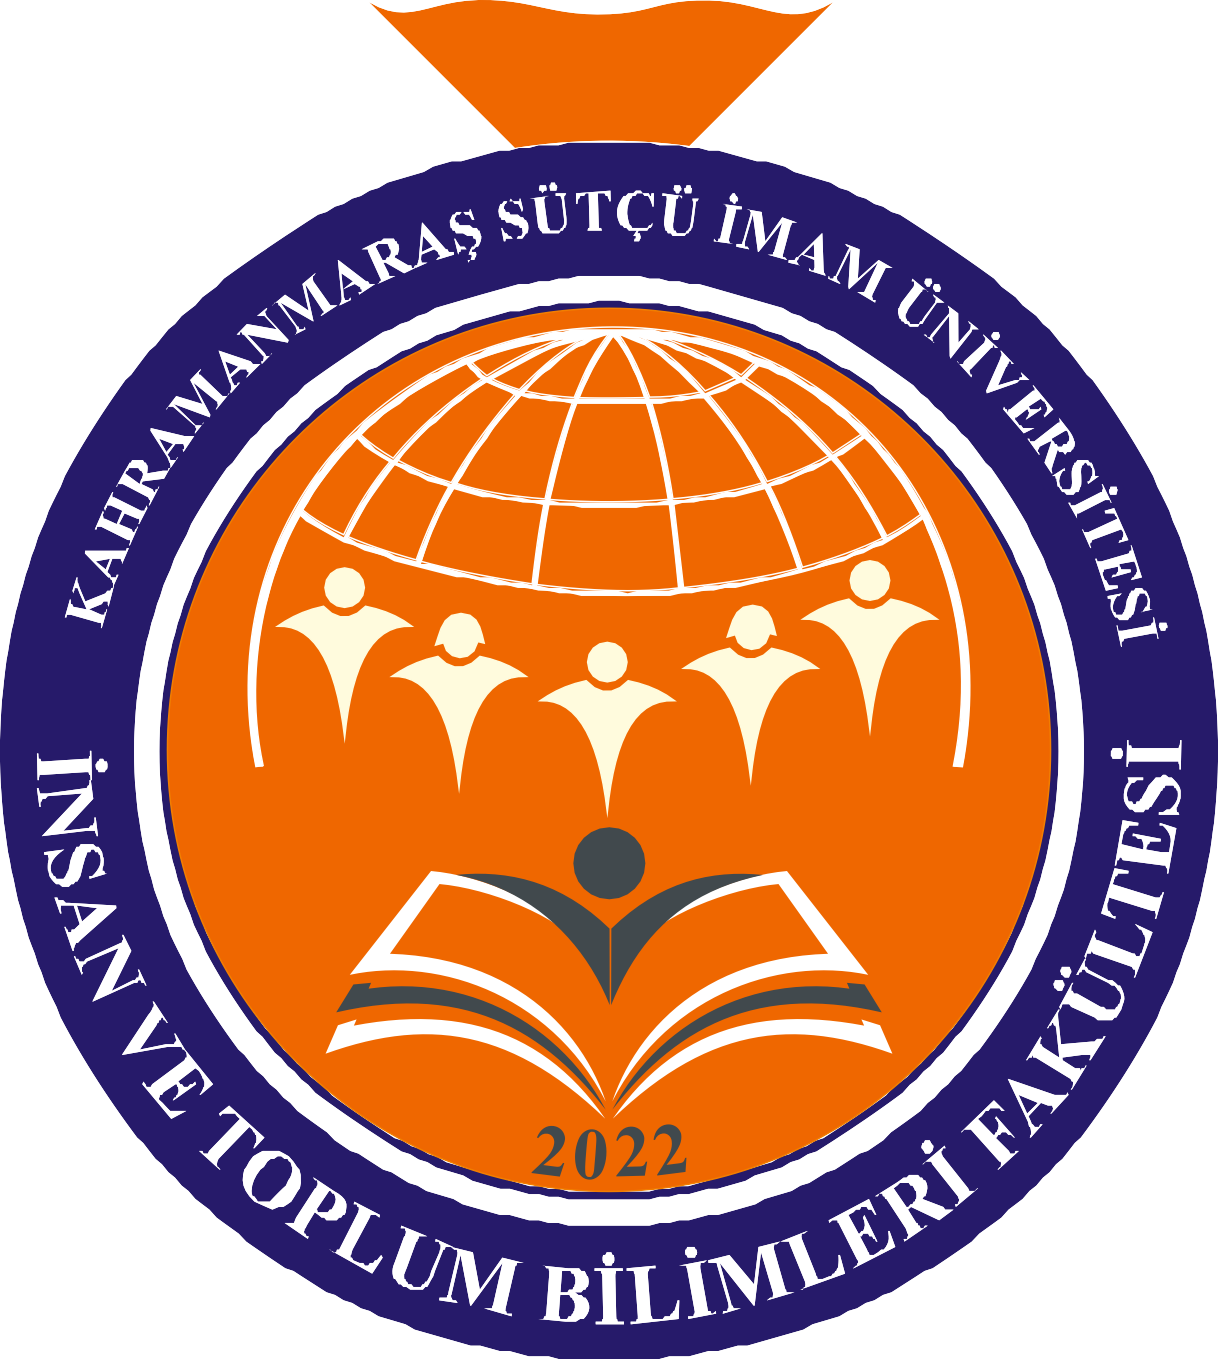 KAHRAMANMARAŞ SÜTÇÜ İMAM ÜNİVERSİTESİ
2022
İNSAN VE TOPLUM BİLİMLERİ FAKÜLTESİ